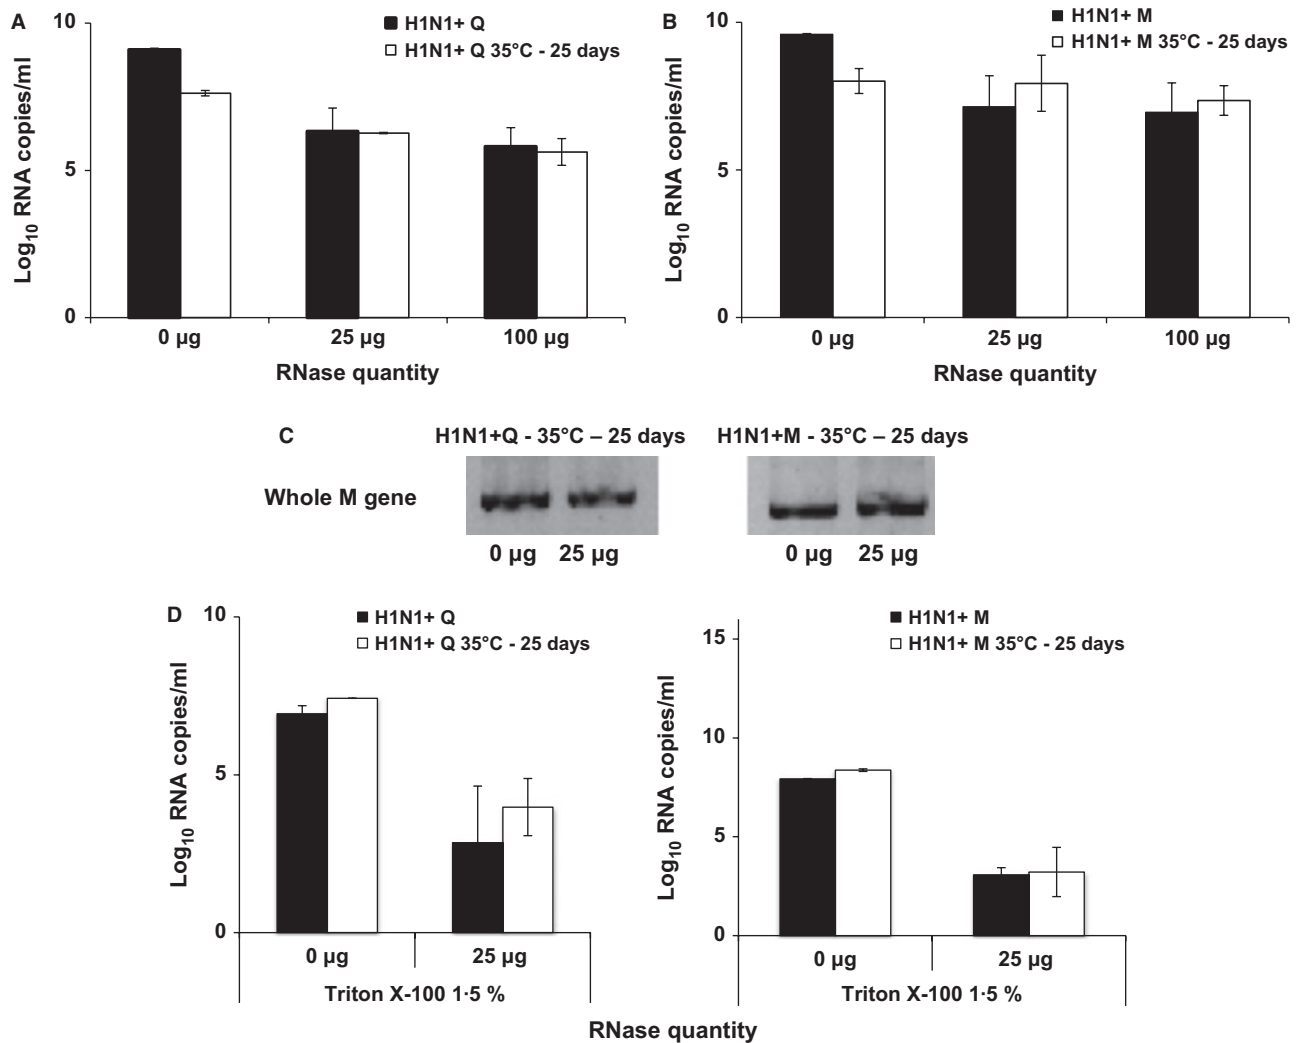 A
10
5
0
Log10 RNA copies/ml
H1N1+ Q
H1N1+ Q 35°C - 25 days
0 µg
25 µg
100 µg
RNase quantity
B
10
5
0
Log10 RNA copies/ml
H1N1+ M
H1N1+ M 35°C - 25 days
0 µg
25 µg
100 µg
RNase quantity
C
H1N1+Q - 35°C – 25 days
H1N1+M - 35°C – 25 days
Whole M gene
0 µg 25 µg
0 µg 25 µg
D
10
5
0
Log10 RNA copies/ml
H1N1+ Q
H1N1+ Q 35°C - 25 days
0 µg
25 µg
Triton X-100 1·5 %
15
10
5
0
Log10 RNA copies/ml
H1N1+ M
H1N1+ M 35°C - 25 days
0 µg
25 µg
Triton X-100 1·5 %
RNase quantity